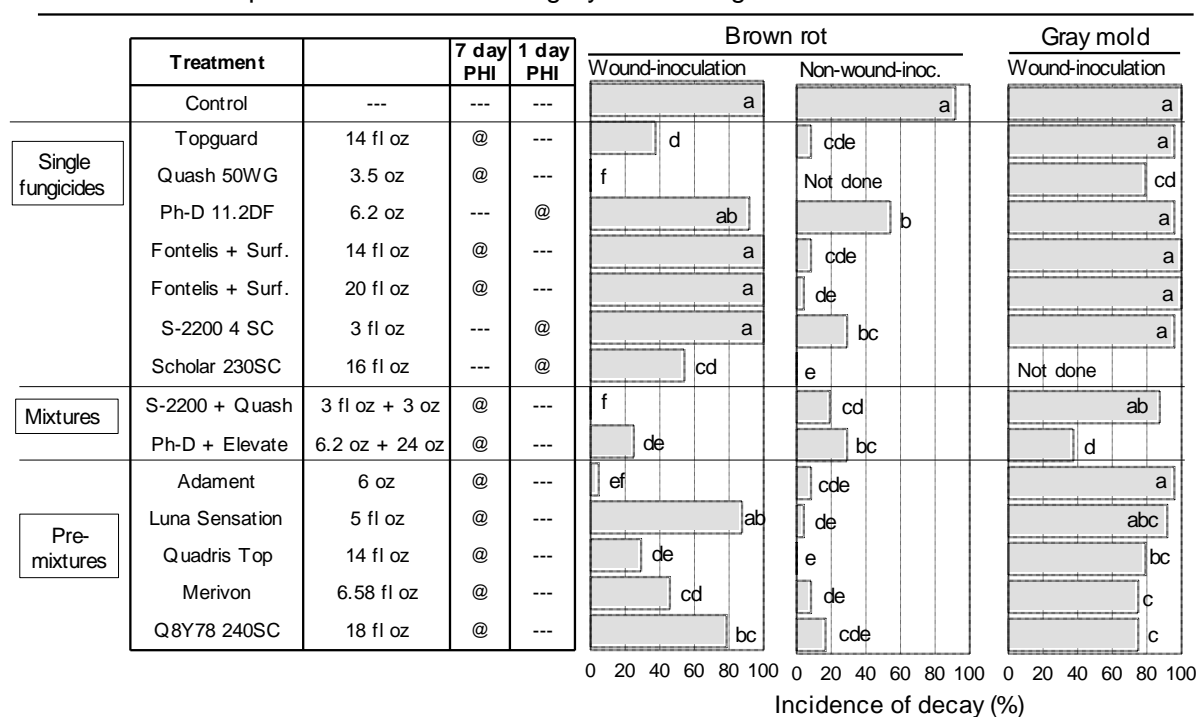 Brown rot Gray mold
Treatment 7 day PHI 1 day PHI Wound-inoculation Non-wound-inoc. Wound-inoculation
Control --- --- --- a a a
Single fungicides
Topguard 14 fl oz @ --- d cde a
Quash 50WG 3.5 oz @ --- f Not done cd
Ph-D 11.2DF 6.2 oz --- @ ab b a
Fontelis + Surf. 14 fl oz @ --- a cde a
Fontelis + Surf. 20 fl oz @ --- a de a
S-2200 4 SC 3 fl oz --- @ a bc a
Scholar 230SC 16 fl oz --- @ cd e Not done
Mixtures
S-2200 + Quash 3 fl oz + 3 oz @ --- f cd ab
Ph-D + Elevate 6.2 oz + 24 oz @ --- de bc d
Pre-mixtures
Adament 6 oz @ --- ef cde a
Luna Sensation 5 fl oz @ --- ab de abc
Quadris Top 14 fl oz @ --- de e bc
Merivon 6.58 fl oz @ --- cd de c
Q8Y78 240SC 18 fl oz @ --- bc cde c
0 20 40 60 80 100 0 20 40 60 80 100 0 20 40 60 80 100
Incidence of decay (%)